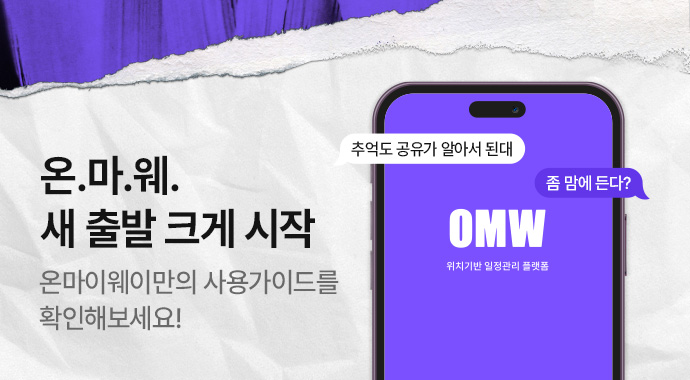 온.마.웨.
새 출발 크게 시작
온마이웨이만의 사용가이드를
확인해보세요!
추억도 공유가 알아서 된대
좀 맘에 든다?
OMW
위치기반 일정관리 플랫폼